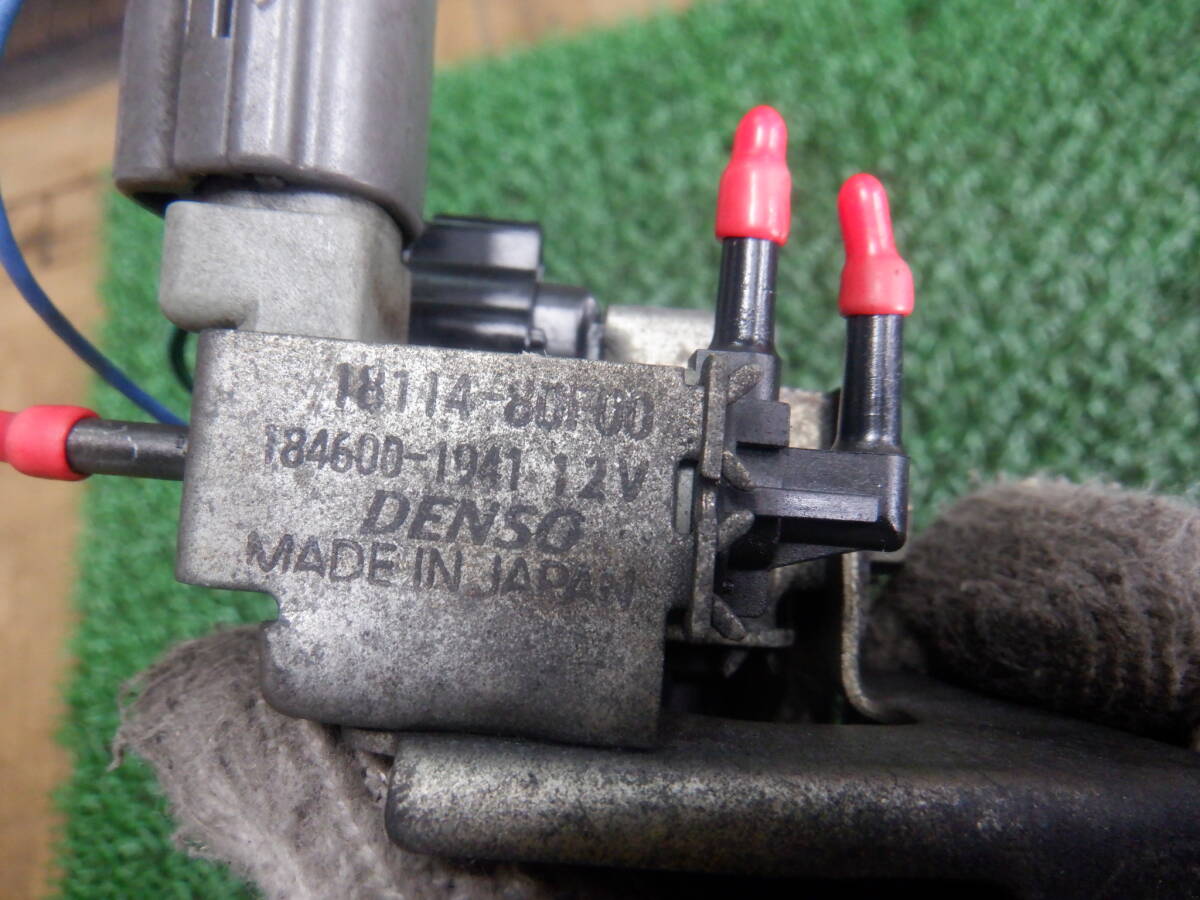 18114-80F00
184600-1941 12V
DENSO
MADE IN JAPAN